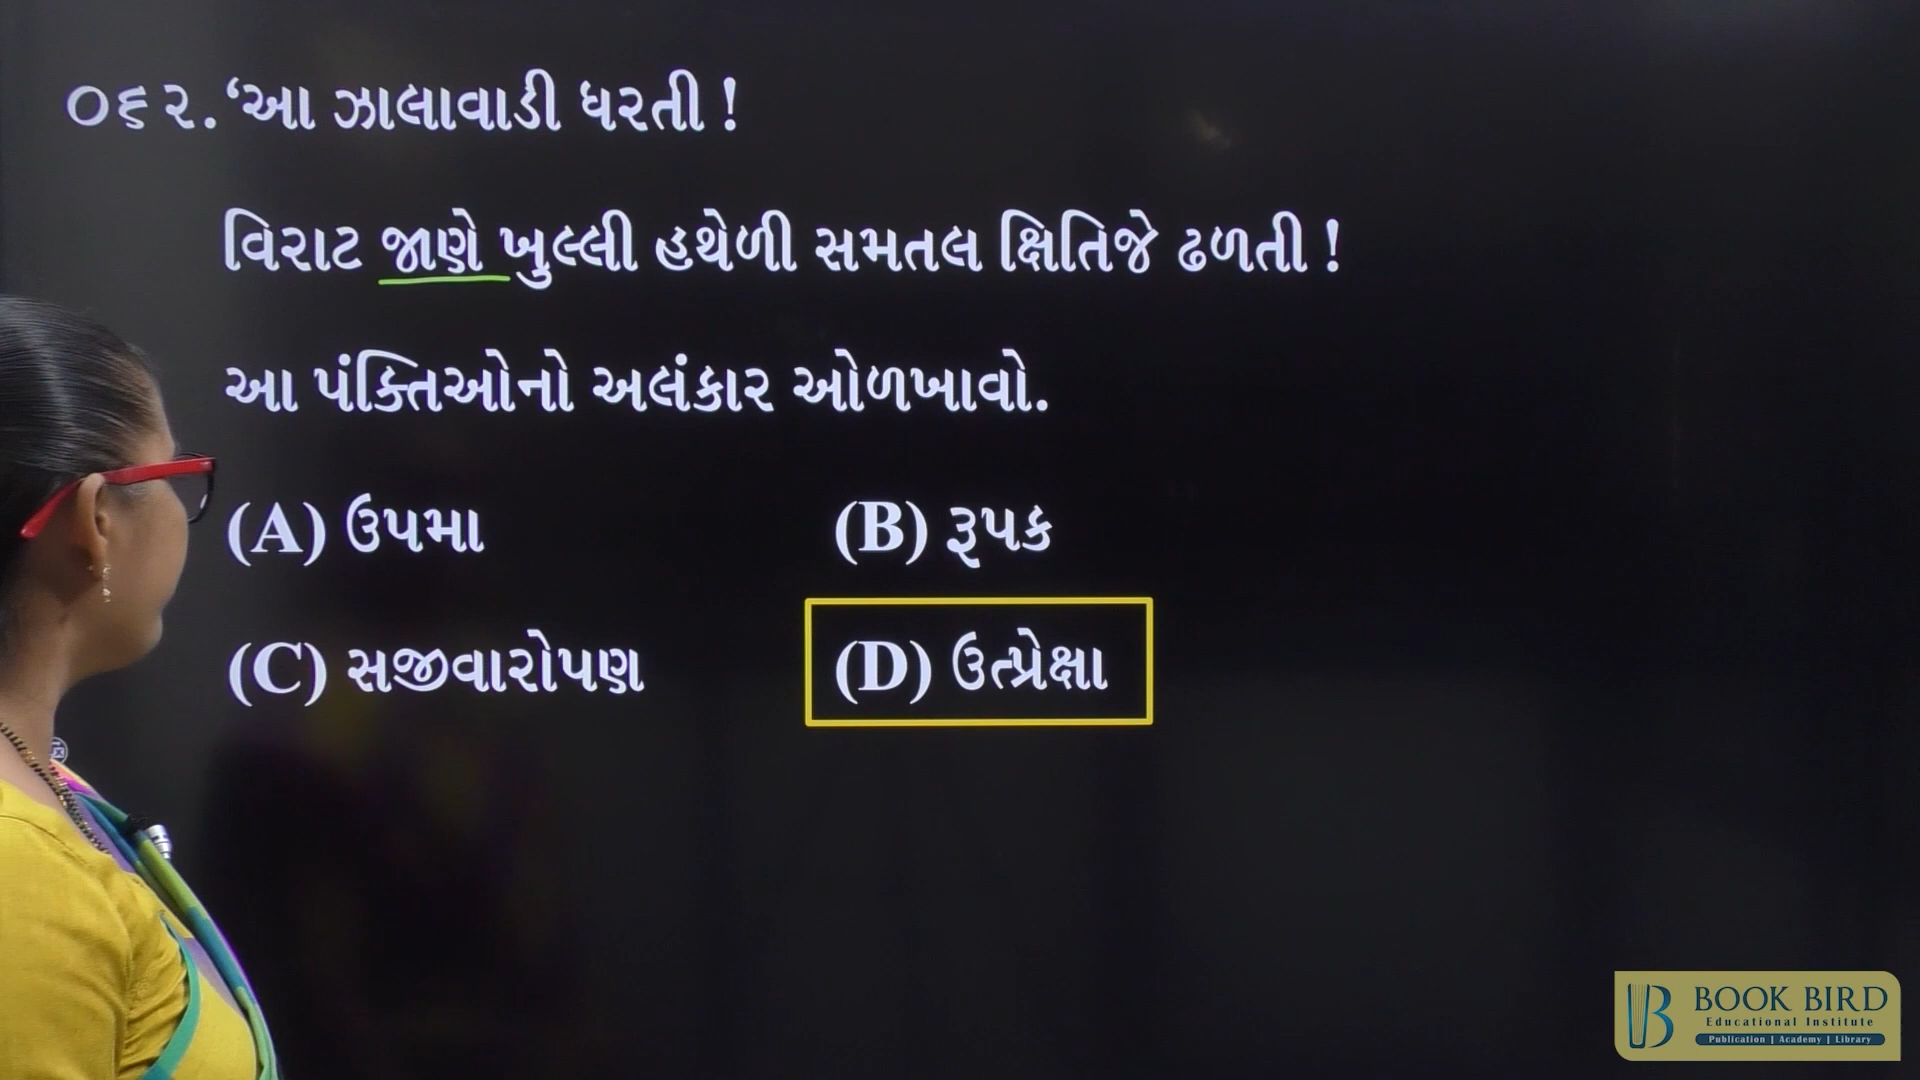 ૦૬૨. ‘આ ઝાલાવાડી ધરતી !
વિરાટ જાણે ખુલ્લી હથેળી સમતલ ક્ષિતિજે ઢળતી !
આ પંક્તિઓનો અલંકાર ઓળખાવો.
(A) ઉપમા (B) રૂપક
(C) સજીવારોપણ (D) ઉત્પ્રેક્ષા
BOOK BIRD
Educational Institute
Publication | Academy | Library